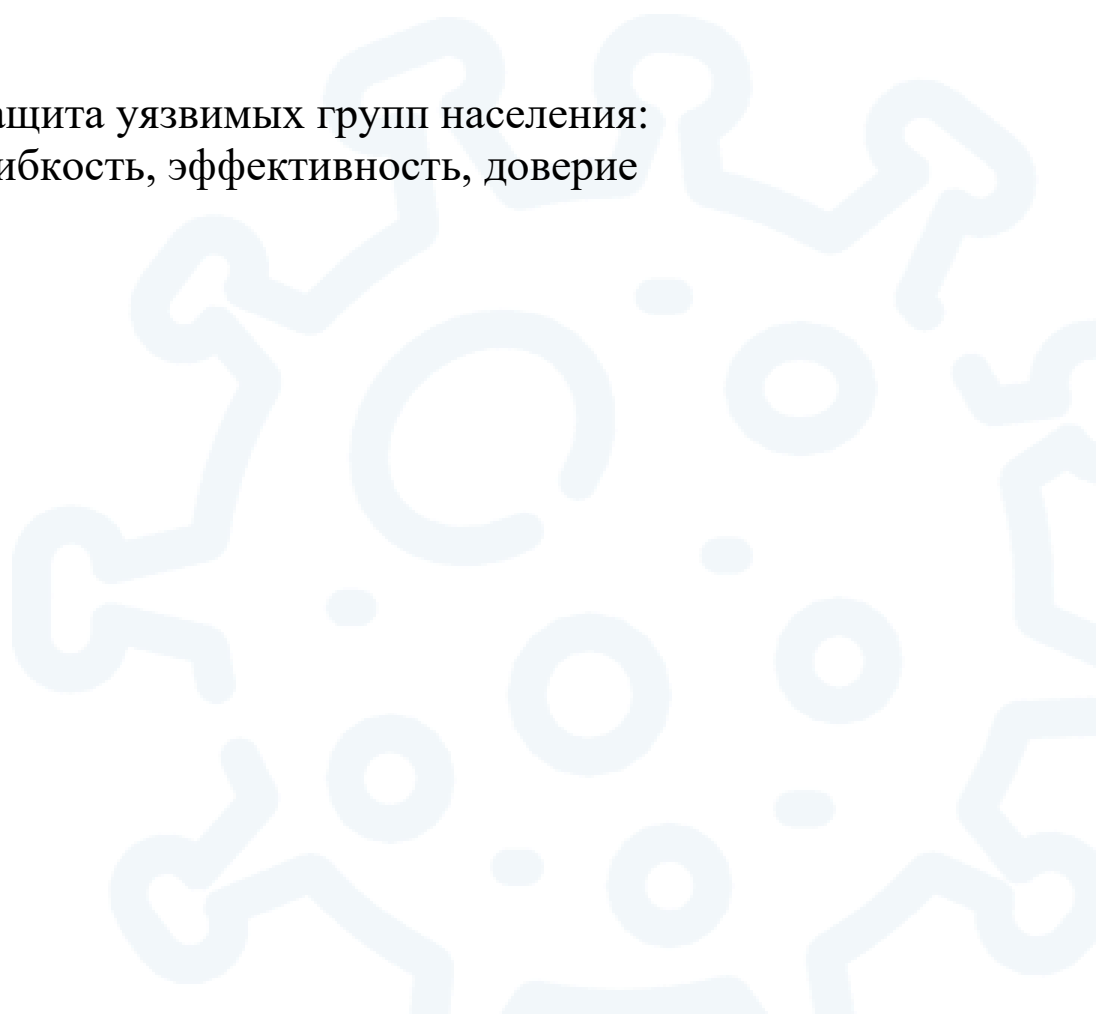 ащита уязвимых групп населения:
ибкость, эффективность, доверие